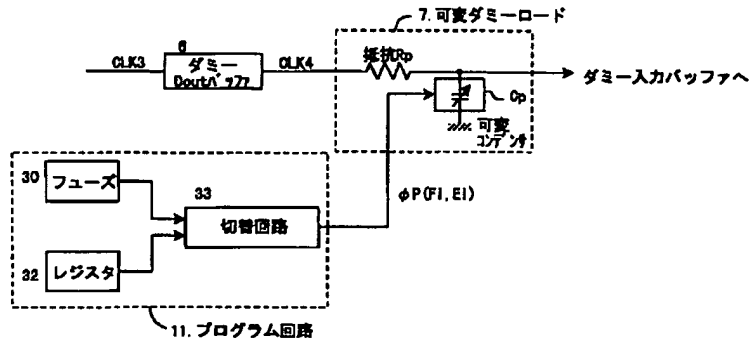 7.可変ダミーロード
6
CLK3
ダミー
Doutバッファ
CLK4
抵抗Rp
ダミー入力バッファへ
Cp
可変
コンデンサ
30
フューズ
33
切替回路
φP(Fi,Ei)
32
レジスタ
11.プログラム回路